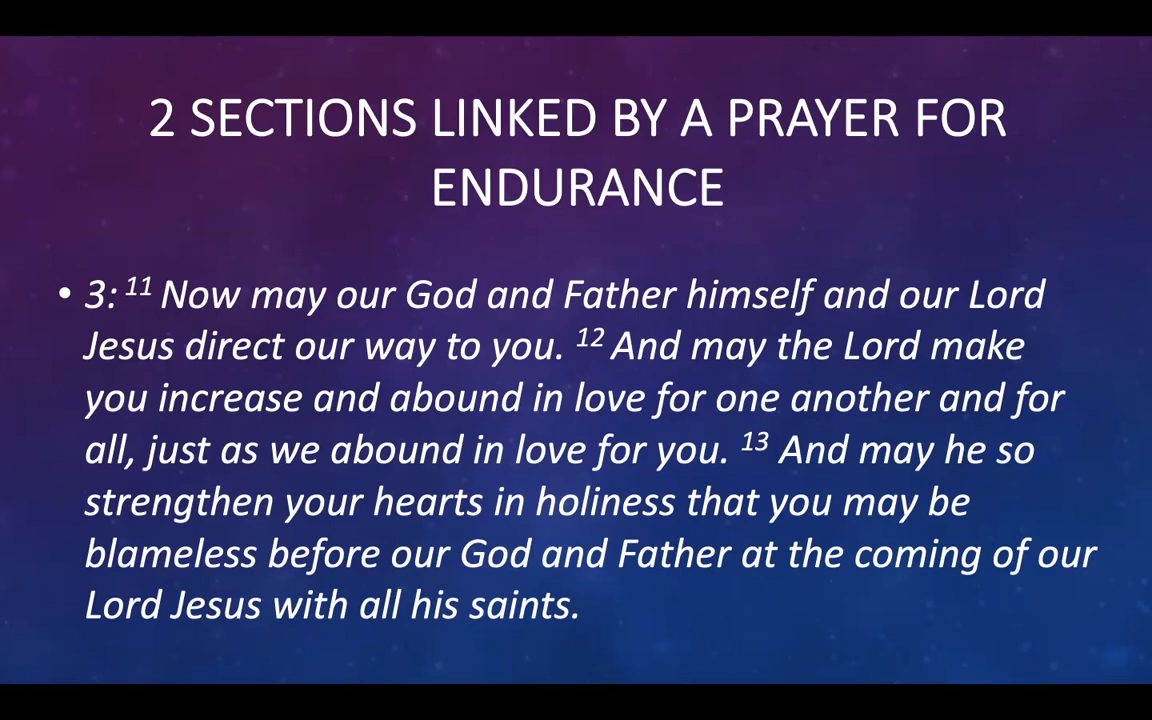 2 SECTIONS LINKED BY A PRAYER FOR
ENDURANCE
• 3: 11 Now may our God and Father himself and our Lord
Jesus direct our way to you. 12 And may the Lord make
you increase and abound in love for one another and for
all, just as we abound in love for you. 13 And may he so
strengthen your hearts in holiness that you may be
blameless before our God and Father at the coming of our
Lord Jesus with all his saints.